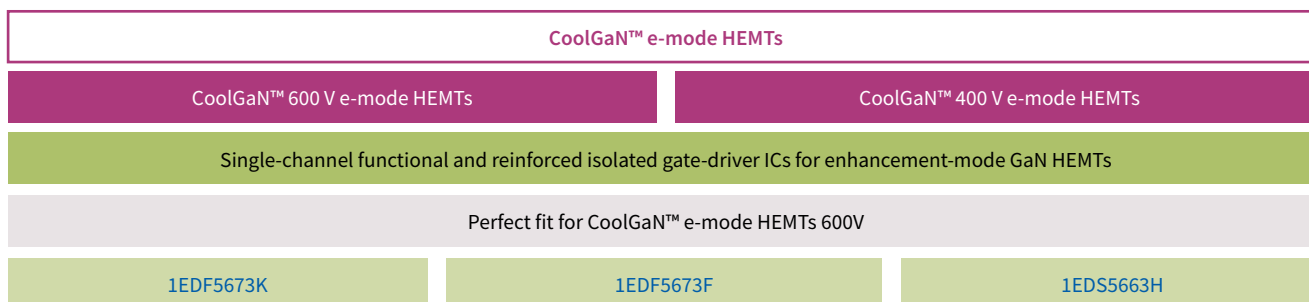 CoolGaN™ e-mode HEMTs
CoolGaN™ 600 V e-mode HEMTs
CoolGaN™ 400 V e-mode HEMTs
Single-channel functional and reinforced isolated gate-driver ICs for enhancement-mode GaN HEMTs
Perfect fit for CoolGaN™ e-mode HEMTs 600V
1EDF5673K
1EDF5673F
1EDS5663H